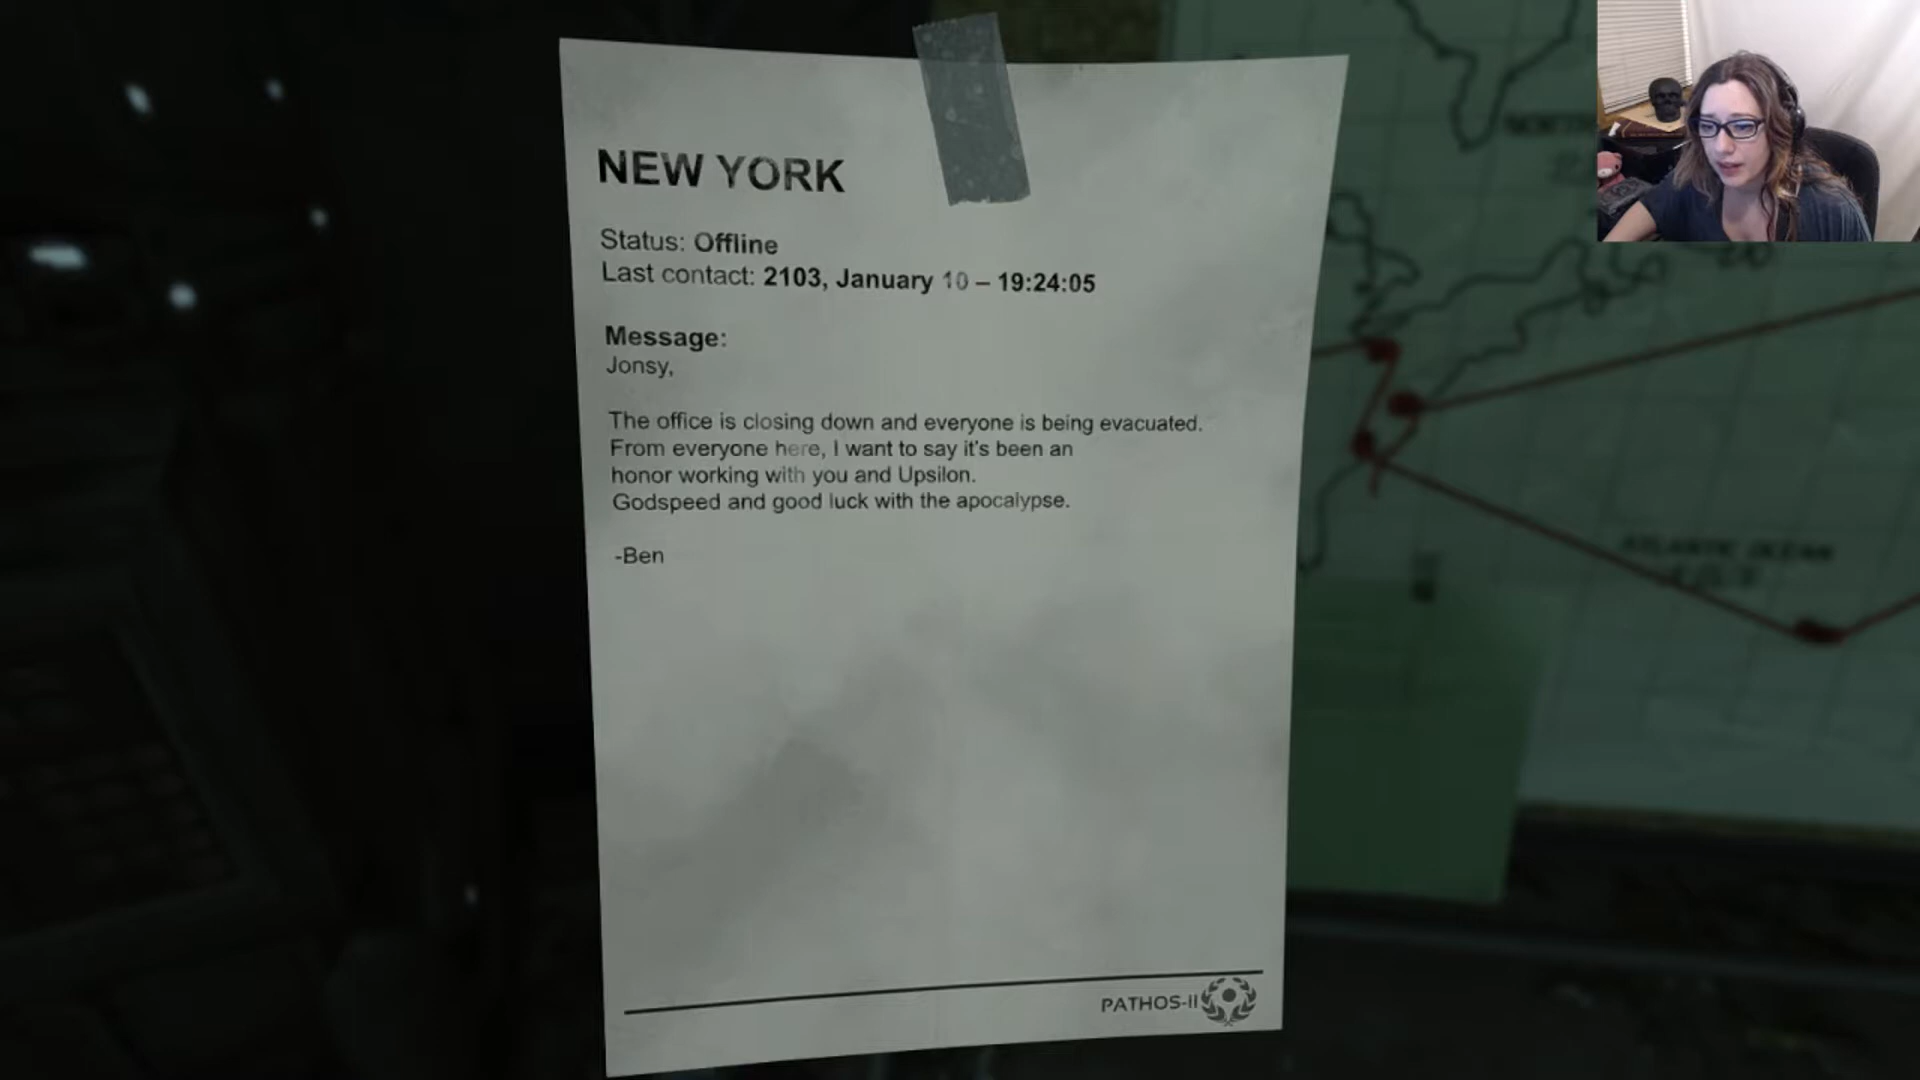 NEW YORK
Status: Offline
Last contact: 2103, January 10 – 19:24:05
Message:
Jonsy,
The office is closing down and everyone is being evacuated.
From everyone here, I want to say it's been an
honor working with you and Upsilon.
Godspeed and good luck with the apocalypse.
-Ben
PATHOS-II
ATLANTIC OCEAN